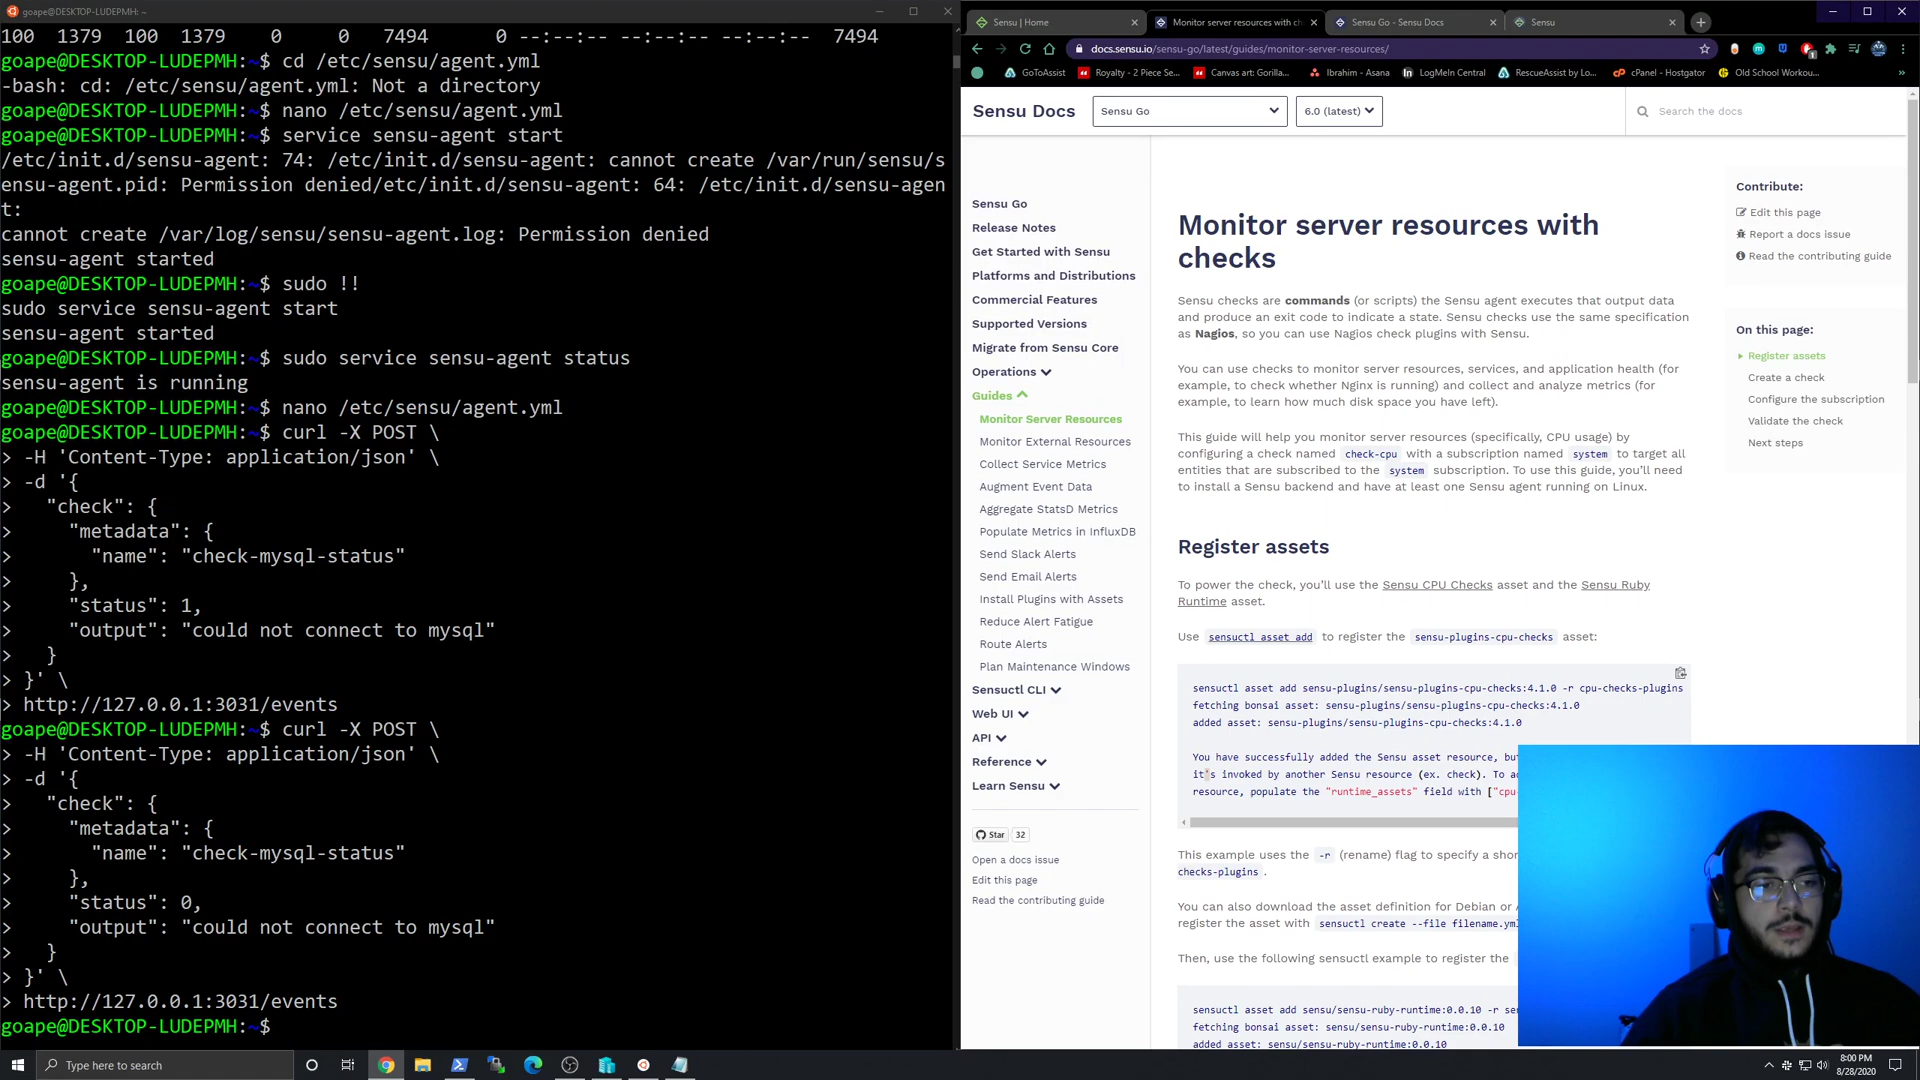 goape@DESKTOP-LUDEPMH: ~
100  1379  100  1379    0     0   7494      0 --:--:-- --:--:-- --:--:--  7494
goape@DESKTOP-LUDEPMH:~$ cd /etc/sensu/agent.yml
-bash: cd: /etc/sensu/agent.yml: Not a directory
goape@DESKTOP-LUDEPMH:~$ nano /etc/sensu/agent.yml
goape@DESKTOP-LUDEPMH:~$ service sensu-agent start
/etc/init.d/sensu-agent: 74: /etc/init.d/sensu-agent: cannot create /var/run/sensu/s
ensu-agent.pid: Permission denied/etc/init.d/sensu-agent: 64: /etc/init.d/sensu-agen
t:
cannot create /var/log/sensu/sensu-agent.log: Permission denied
sensu-agent started
goape@DESKTOP-LUDEPMH:~$ sudo !!
sudo service sensu-agent start
sensu-agent started
goape@DESKTOP-LUDEPMH:~$ sudo service sensu-agent status
sensu-agent is running
goape@DESKTOP-LUDEPMH:~$ nano /etc/sensu/agent.yml
goape@DESKTOP-LUDEPMH:~$ curl -X POST \
> -H 'Content-Type: application/json' \
> -d '{
>   "check": {
>     "metadata": {
>       "name": "check-mysql-status"
>     },
>     "status": 1,
>     "output": "could not connect to mysql"
>   }
> }' \
> http://127.0.0.1:3031/events
goape@DESKTOP-LUDEPMH:~$ curl -X POST \
> -H 'Content-Type: application/json' \
> -d '{
>   "check": {
>     "metadata": {
>       "name": "check-mysql-status"
>     },
>     "status": 0,
>     "output": "could not connect to mysql"
>   }
> }' \
> http://127.0.0.1:3031/events
goape@DESKTOP-LUDEPMH:~$
Sensu | Home
Monitor server resources with ch
Sensu Go - Sensu Docs
Sensu
docs.sensu.io/sensu-go/latest/guides/monitor-server-resources/
GoToAssist
Royalty - 2 Piece Se...
Canvas art: Gorilla...
Ibrahim - Asana
LogMeIn Central
RescueAssist by Lo...
cPanel - Hostgator
Old School Workou...
»
Sensu Docs
Sensu Go
6.0 (latest)
Search the docs
Sensu Go
Release Notes
Get Started with Sensu
Platforms and Distributions
Commercial Features
Supported Versions
Migrate from Sensu Core
Operations
Guides
Monitor Server Resources
Monitor External Resources
Collect Service Metrics
Augment Event Data
Aggregate StatsD Metrics
Populate Metrics in InfluxDB
Send Slack Alerts
Send Email Alerts
Install Plugins with Assets
Reduce Alert Fatigue
Route Alerts
Plan Maintenance Windows
Sensuctl CLI
Web UI
API
Reference
Learn Sensu
Star 32
Open a docs issue
Edit this page
Read the contributing guide
Monitor server resources with
checks
Sensu checks are commands (or scripts) the Sensu agent executes that output data
and produce an exit code to indicate a state. Sensu checks use the same specification
as Nagios, so you can use Nagios check plugins with Sensu.
You can use checks to monitor server resources, services, and application health (for
example, to check whether Nginx is running) and collect and analyze metrics (for
example, to learn how much disk space you have left).
This guide will help you monitor server resources (specifically, CPU usage) by
configuring a check named check-cpu with a subscription named system to target all
entities that are subscribed to the system subscription. To use this guide, you'll need
to install a Sensu backend and have at least one Sensu agent running on Linux.
Register assets
To power the check, you'll use the Sensu CPU Checks asset and the Sensu Ruby
Runtime asset.
Use sensuctl asset add to register the sensu-plugins-cpu-checks asset:
sensuctl asset add sensu-plugins/sensu-plugins-cpu-checks:4.1.0 -r cpu-checks-plugins
fetching bonsai asset: sensu-plugins/sensu-plugins-cpu-checks:4.1.0
added asset: sensu-plugins/sensu-plugins-cpu-checks:4.1.0
You have successfully added the Sensu asset resource, bu
it's invoked by another Sensu resource (ex. check). To a
resource, populate the "runtime_assets" field with ["cpu-
This example uses the -r (rename) flag to specify a shor
checks-plugins .
You can also download the asset definition for Debian or
register the asset with sensuctl create --file filename.yml
Then, use the following sensuctl example to register the
sensuctl asset add sensu/sensu-ruby-runtime:0.0.10 -r se
fetching bonsai asset: sensu/sensu-ruby-runtime:0.0.10
added asset: sensu/sensu-ruby-runtime:0.0.10
Contribute:
Edit this page
Report a docs issue
Read the contributing guide
On this page:
Register assets
Create a check
Configure the subscription
Validate the check
Next steps
Type here to search
8:00 PM
8/28/2020